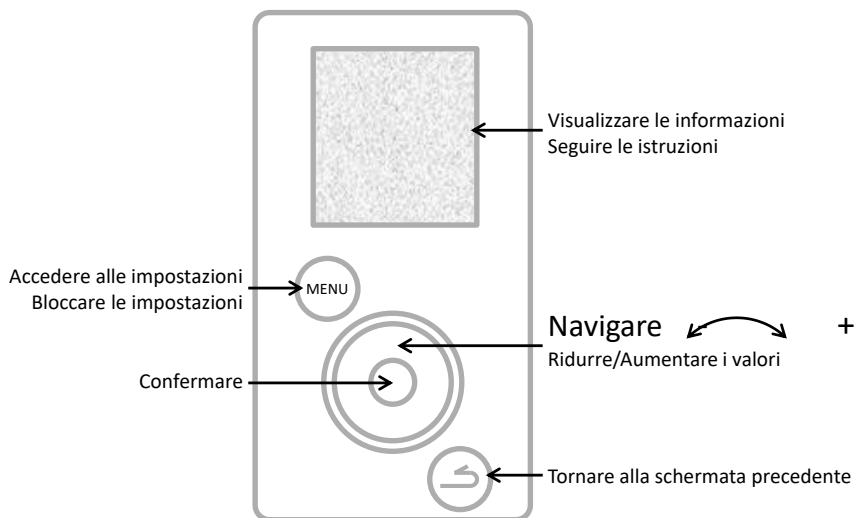 Visualizzare le informazioni
Seguire le istruzioni
Accedere alle impostazioni
Bloccare le impostazioni
MENU
Navigare - +
Ridurre/Aumentare i valori
Confermare
Tornare alla schermata precedente